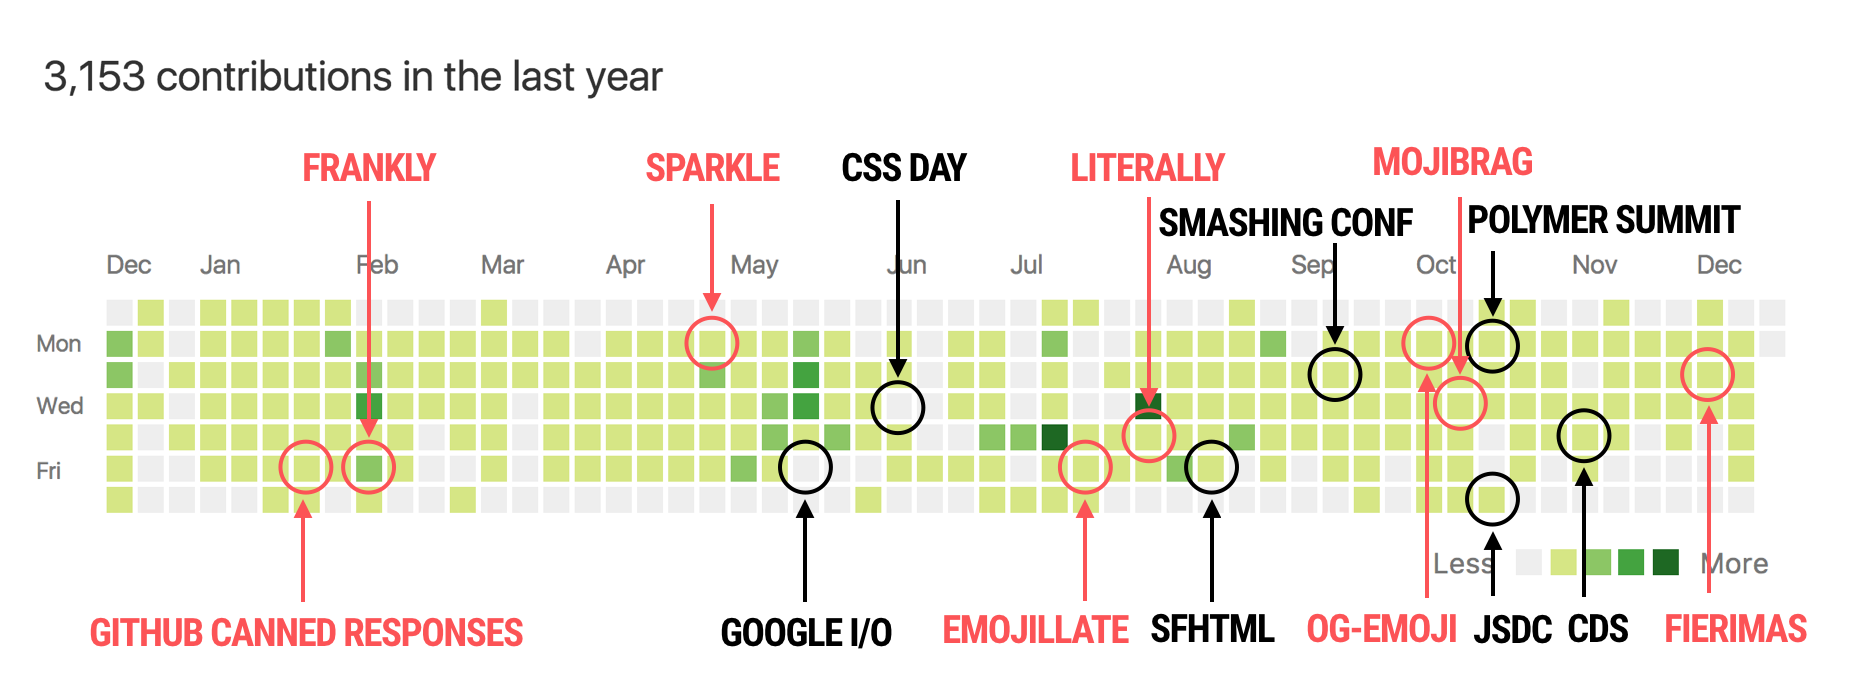 3,153 contributions in the last year
FRANKLY
SPARKLE
CSS DAY
LITERALLY
MOJIBRAG
SMASHING CONF
POLYMER SUMMIT
Dec Jan Feb Mar Apr May Jun Jul Aug Sep Oct Nov Dec
Mon
Wed
Fri
Less
More
GITHUB CANNED RESPONSES
GOOGLE I/O
EMOJILLATE
SFHTML
OG-EMOJI
JSDC
CDS
FIERIMAS